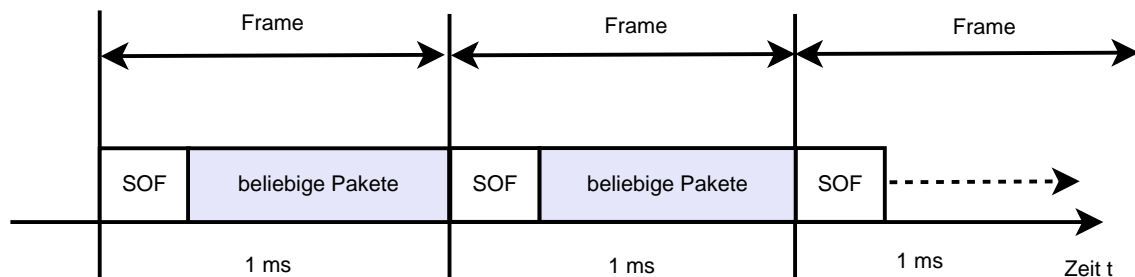 Frame Frame Frame
SOF beliebige Pakete SOF beliebige Pakete SOF
1 ms 1 ms 1 ms Zeit t